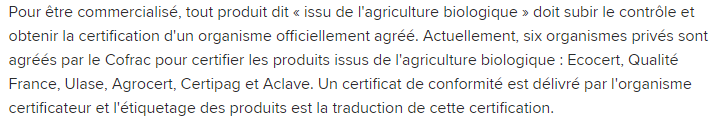 Pour être commercialisé, tout produit dit « issu de l'agriculture biologique » doit subir le contrôle et
obtenir la certification d'un organisme officiellement agréé. Actuellement, six organismes privés sont
agréés par le Cofrac pour certifier les produits issus de l'agriculture biologique : Ecocert, Qualité
France, Ulase, Agrocert, Certipag et Aclave. Un certificat de conformité est délivré par l'organisme
certificateur et l'étiquetage des produits est la traduction de cette certification.